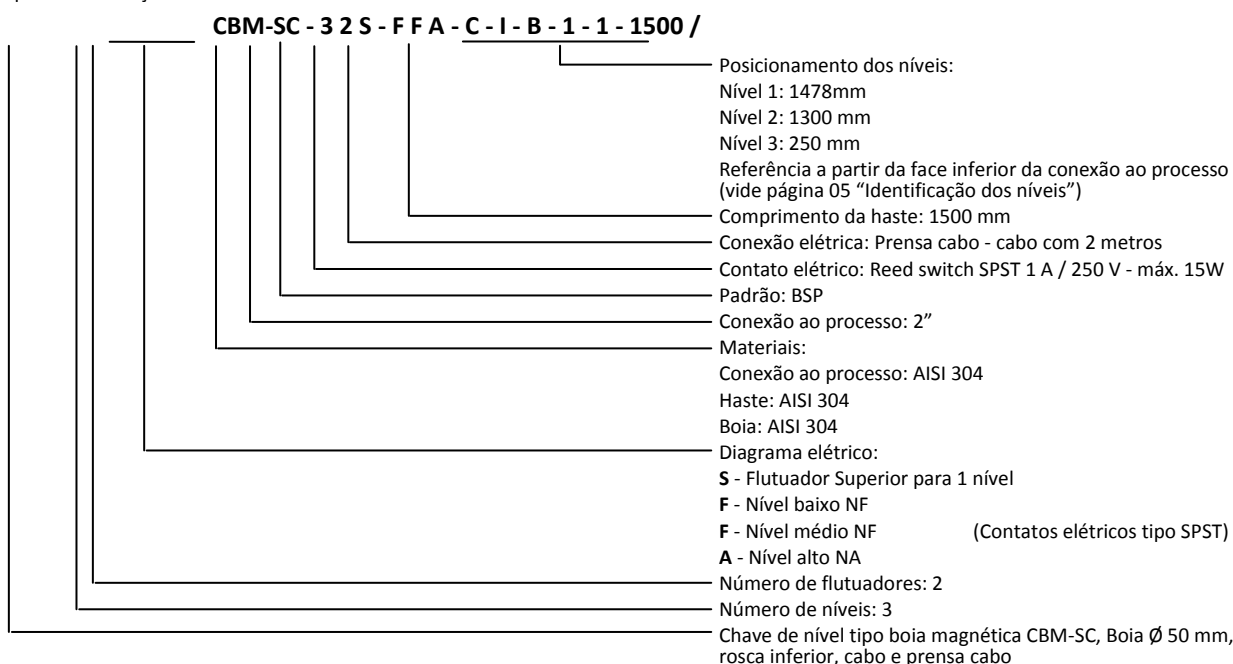 CBM-SC - 3 2 S - F F A - C - I - B - 1 - 1 - 1500 /
Posicionamento dos níveis:
Nível 1: 1478mm
Nível 2: 1300 mm
Nível 3: 250 mm
Referência a partir da face inferior da conexão ao processo
(vide página 05 “Identificação dos níveis”)
Comprimento da haste: 1500 mm
Conexão elétrica: Prensa cabo - cabo com 2 metros
Contato elétrico: Reed switch SPST 1 A / 250 V - máx. 15W
Padrão: BSP
Conexão ao processo: 2”
Materiais:
Conexão ao processo: AISI 304
Haste: AISI 304
Boia: AISI 304
Diagrama elétrico:
S - Flutuador Superior para 1 nível
F - Nível baixo NF
F - Nível médio NF (Contatos elétricos tipo SPST)
A - Nível alto NA
Número de flutuadores: 2
Número de níveis: 3
Chave de nível tipo boia magnética CBM-SC, Boia Ø 50 mm,
rosca inferior, cabo e prensa cabo